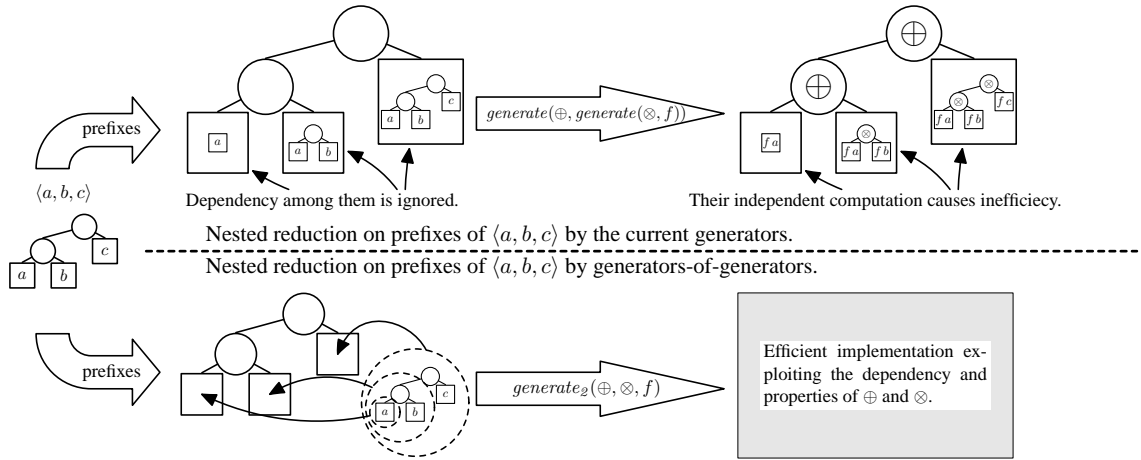 prefixes
⟨a, b, c⟩
a
b
c
a
a
b
a
b
c
Dependency among them is ignored.
generate(⊕, generate(⊗, f))
⊕
⊕
f a
⊗
f a
f b
⊗
⊗
f a
f b
f c
Their independent computation causes inefficiecy.
Nested reduction on prefixes of ⟨a, b, c⟩ by the current generators.
Nested reduction on prefixes of ⟨a, b, c⟩ by generators-of-generators.
prefixes
a
b
c
generate₂(⊕, ⊗, f)
Efficient implementation ex-
ploiting the dependency and
properties of ⊕ and ⊗.